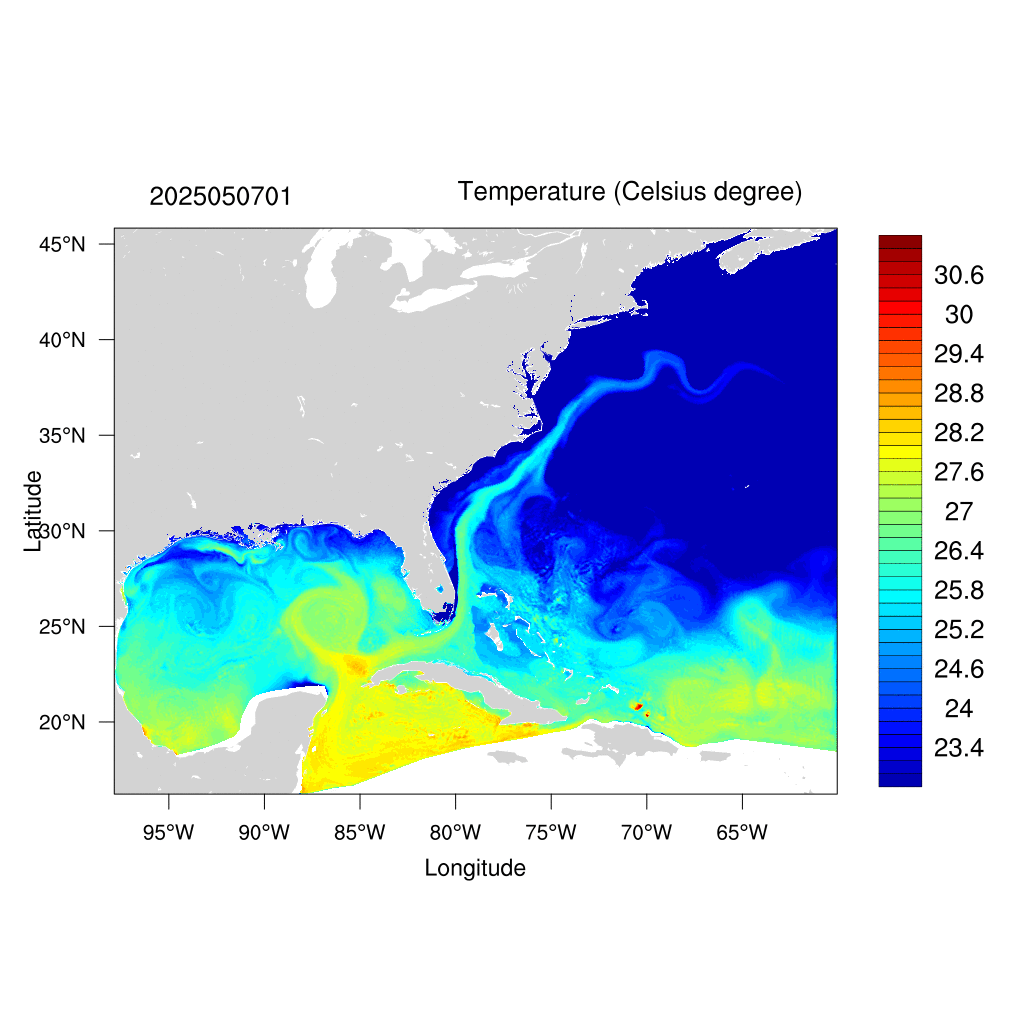 2025050701
Temperature (Celsius degree)
45°N
40°N
35°N
30°N
25°N
20°N
Latitude
95°W
90°W
85°W
80°W
75°W
70°W
65°W
Longitude
30.6
30
29.4
28.8
28.2
27.6
27
26.4
25.8
25.2
24.6
24
23.4